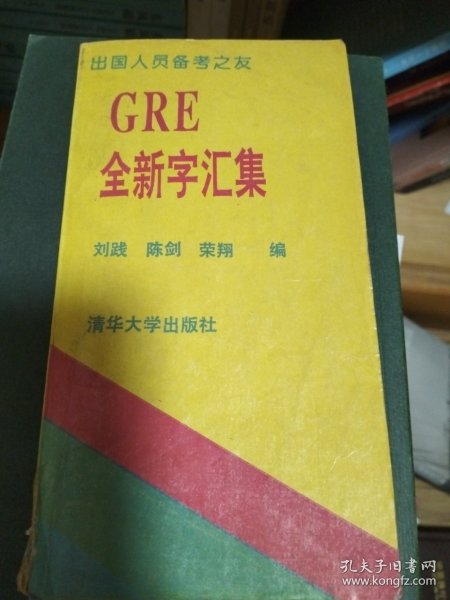 出国人员备考之友
GRE
全新字汇集
刘践 陈剑 荣翔 编
清华大学出版社
孔夫子旧书网
www.kongfz.com